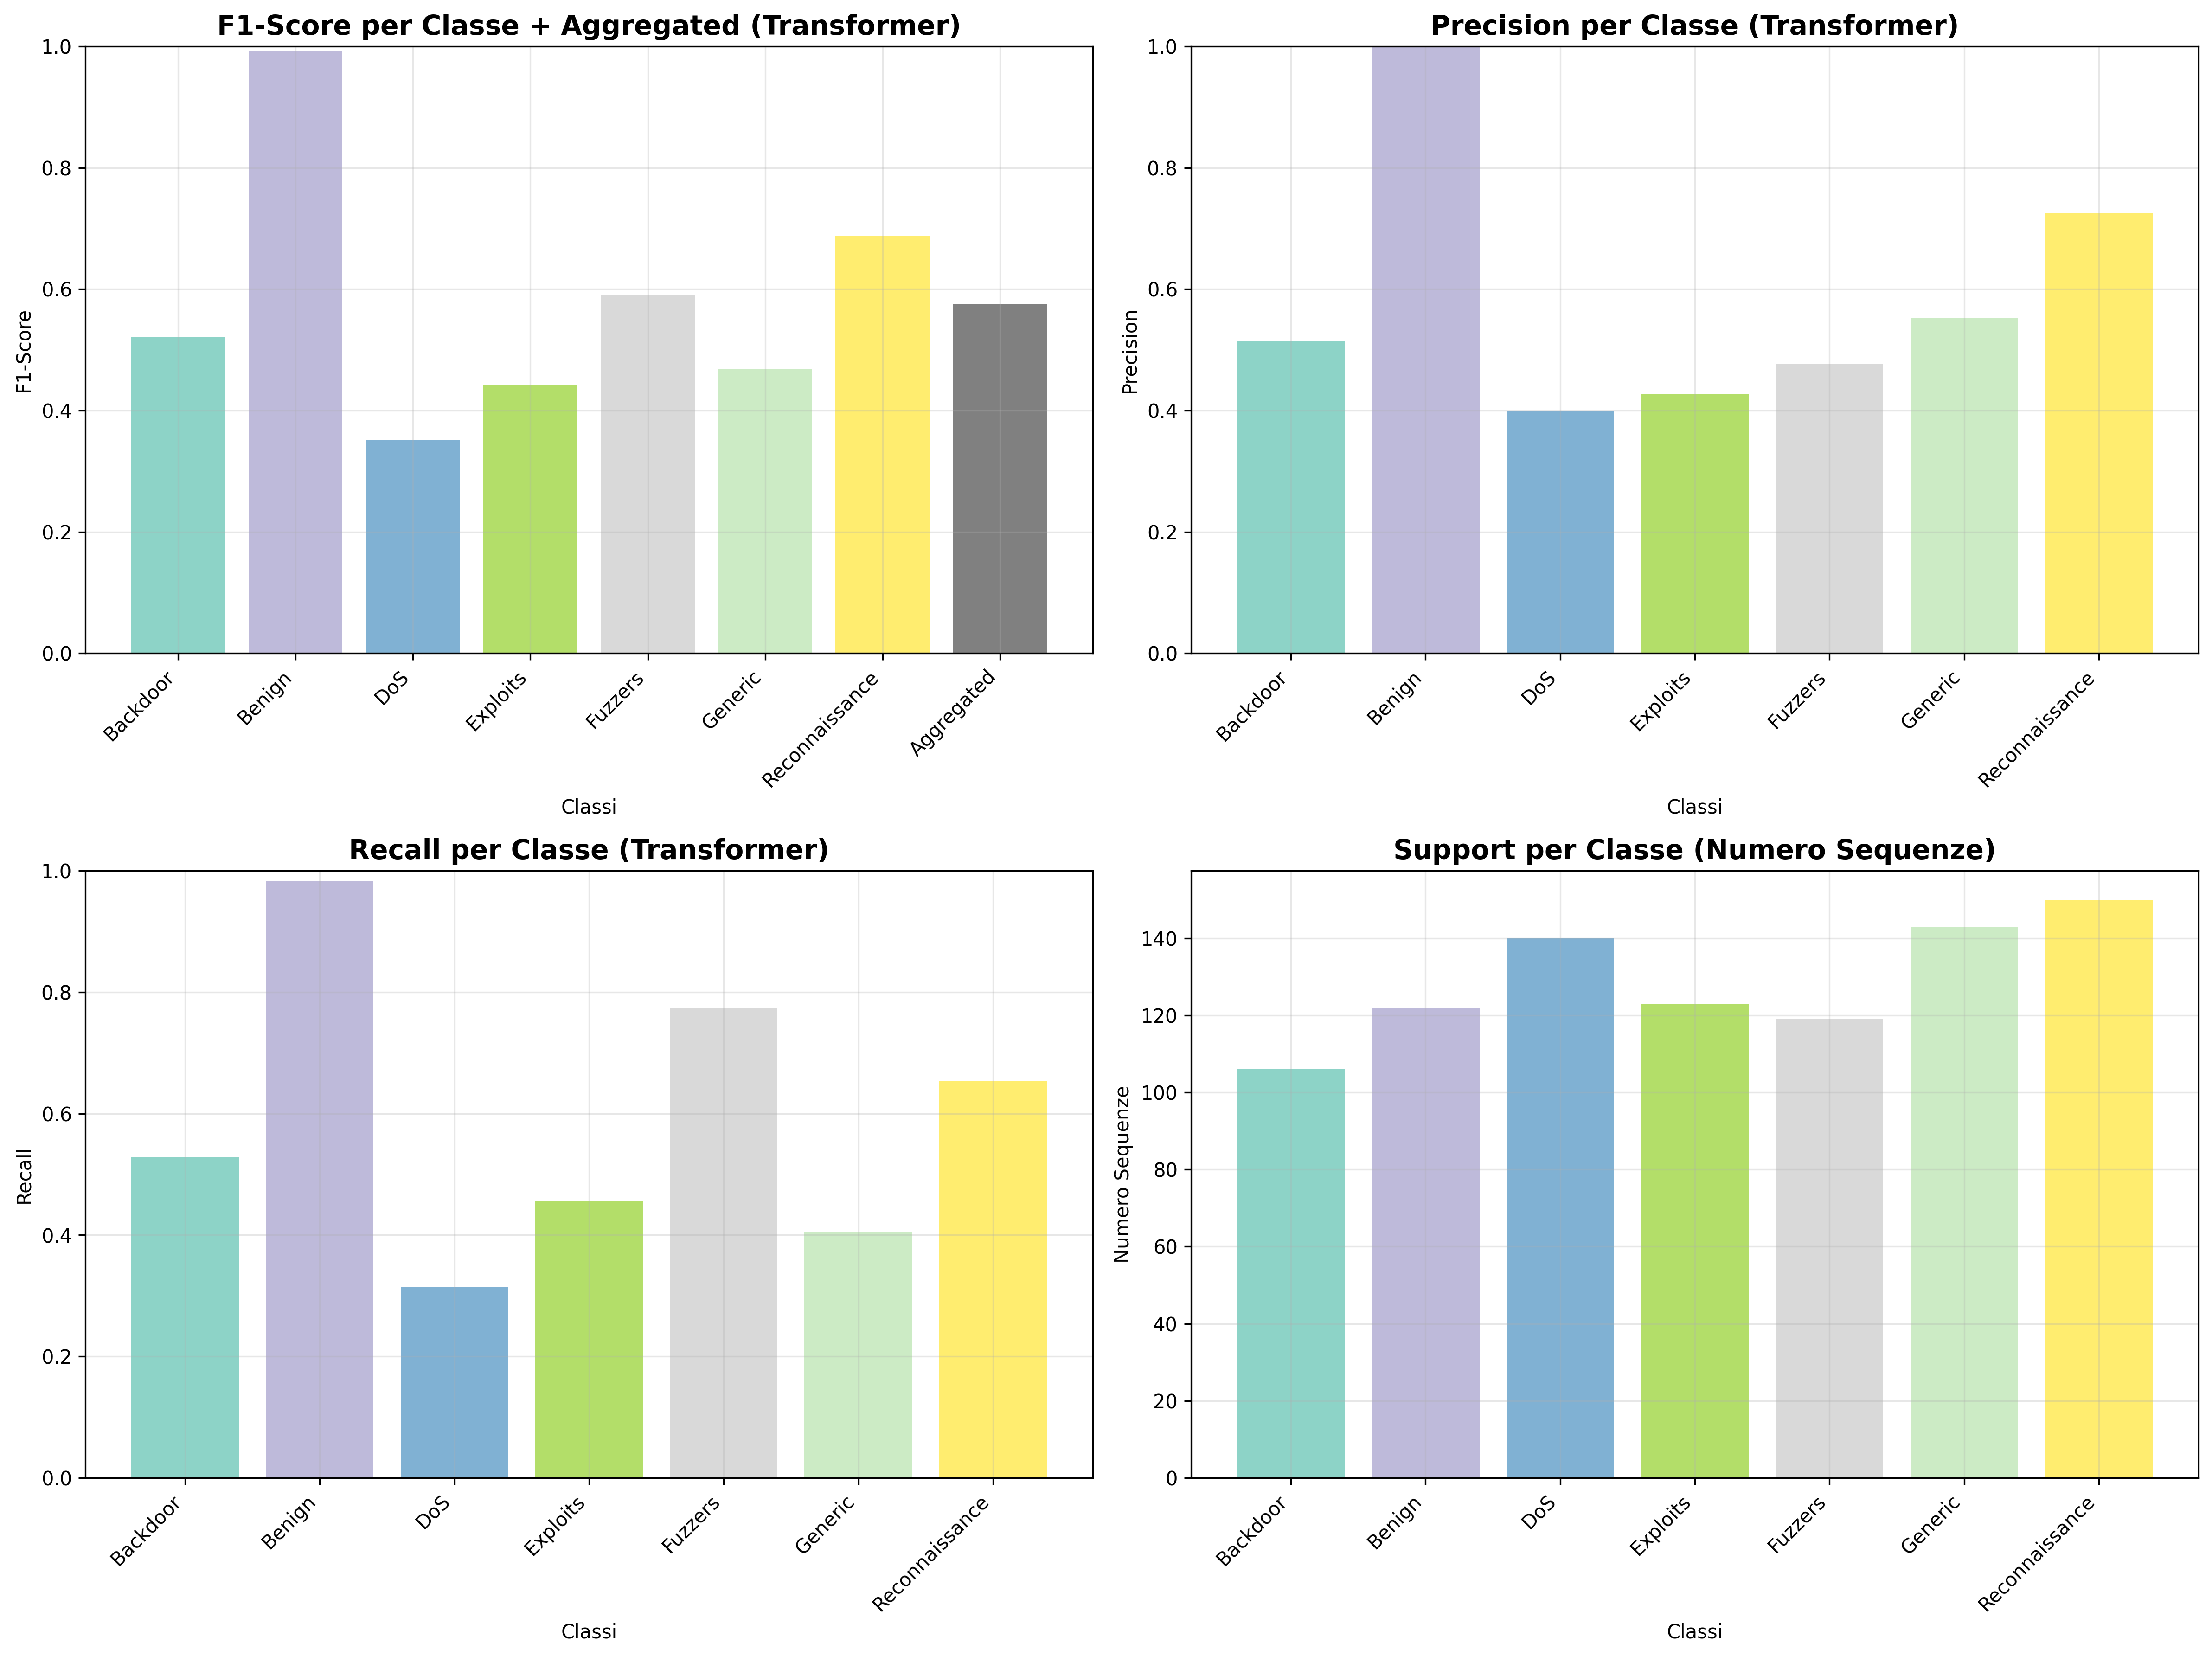 F1-Score per Classe + Aggregated (Transformer)
1.0
0.8
0.6
0.4
0.2
0.0
F1-Score
Backdoor
Benign
DoS
Exploits
Fuzzers
Generic
Reconnaissance
Aggregated
Classi
Precision per Classe (Transformer)
1.0
0.8
0.6
0.4
0.2
0.0
Precision
Backdoor
Benign
DoS
Exploits
Fuzzers
Generic
Reconnaissance
Classi
Recall per Classe (Transformer)
1.0
0.8
0.6
0.4
0.2
0.0
Recall
Backdoor
Benign
DoS
Exploits
Fuzzers
Generic
Reconnaissance
Classi
Support per Classe (Numero Sequenze)
140
120
100
80
60
40
20
0
Numero Sequenze
Backdoor
Benign
DoS
Exploits
Fuzzers
Generic
Reconnaissance
Classi